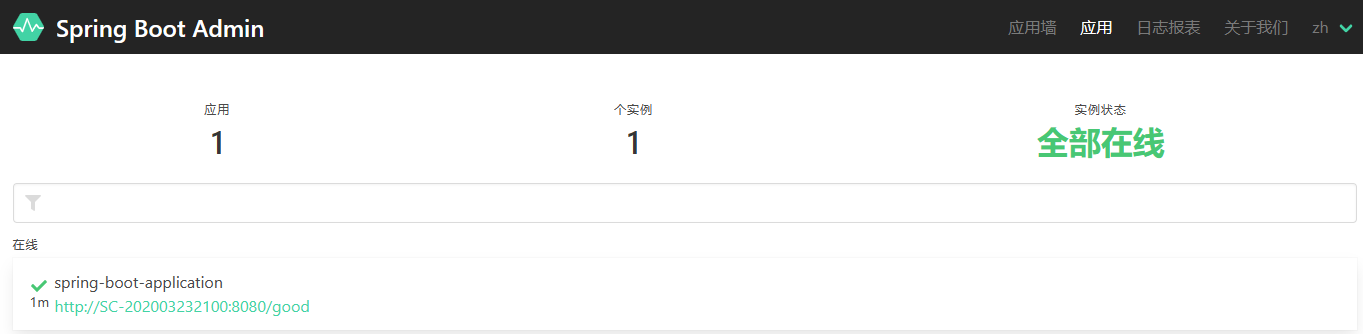 Spring Boot Admin 应用墙 应用 日志报表 关于我们 zh
应用 个实例 实例状态
1 1 全部在线
在线
spring-boot-application
1m http://SC-202003232100:8080/good